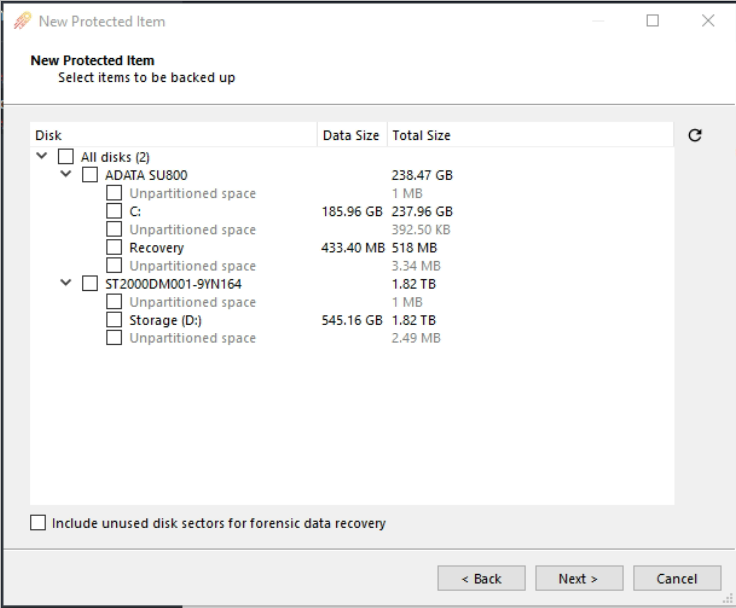 New Protected Item
New Protected Item
Select items to be backed up
Disk Data Size Total Size
All disks (2)
ADATA SU800 238.47 GB
Unpartitioned space 1 MB
C: 185.96 GB 237.96 GB
Unpartitioned space 392.50 KB
Recovery 433.40 MB 518 MB
Unpartitioned space 3.34 MB
ST2000DM001-9YN164 1.82 TB
Unpartitioned space 1 MB
Storage (D:) 545.16 GB 1.82 TB
Unpartitioned space 2.49 MB
Include unused disk sectors for forensic data recovery
< Back Next > Cancel